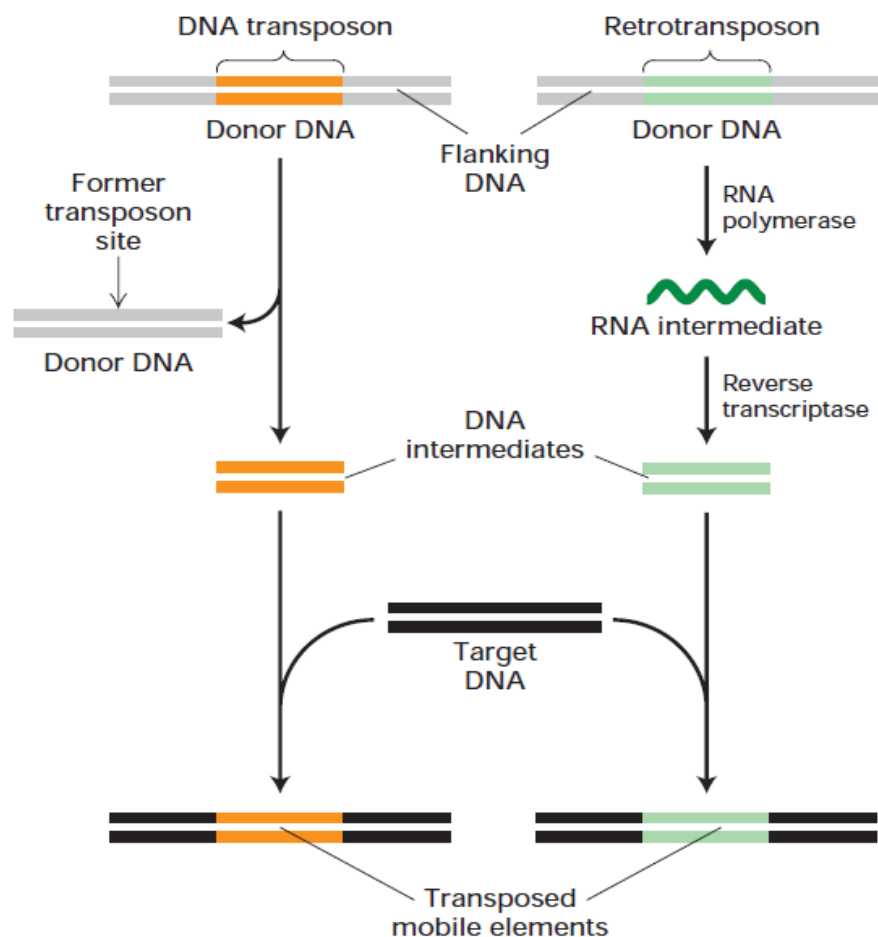 DNA transposon
Retrotransposon
Donor DNA
Flanking
DNA
Donor DNA
Former
transposon
site
RNA
polymerase
RNA intermediate
Donor DNA
Reverse
transcriptase
DNA
intermediates
Target
DNA
Transposed
mobile elements